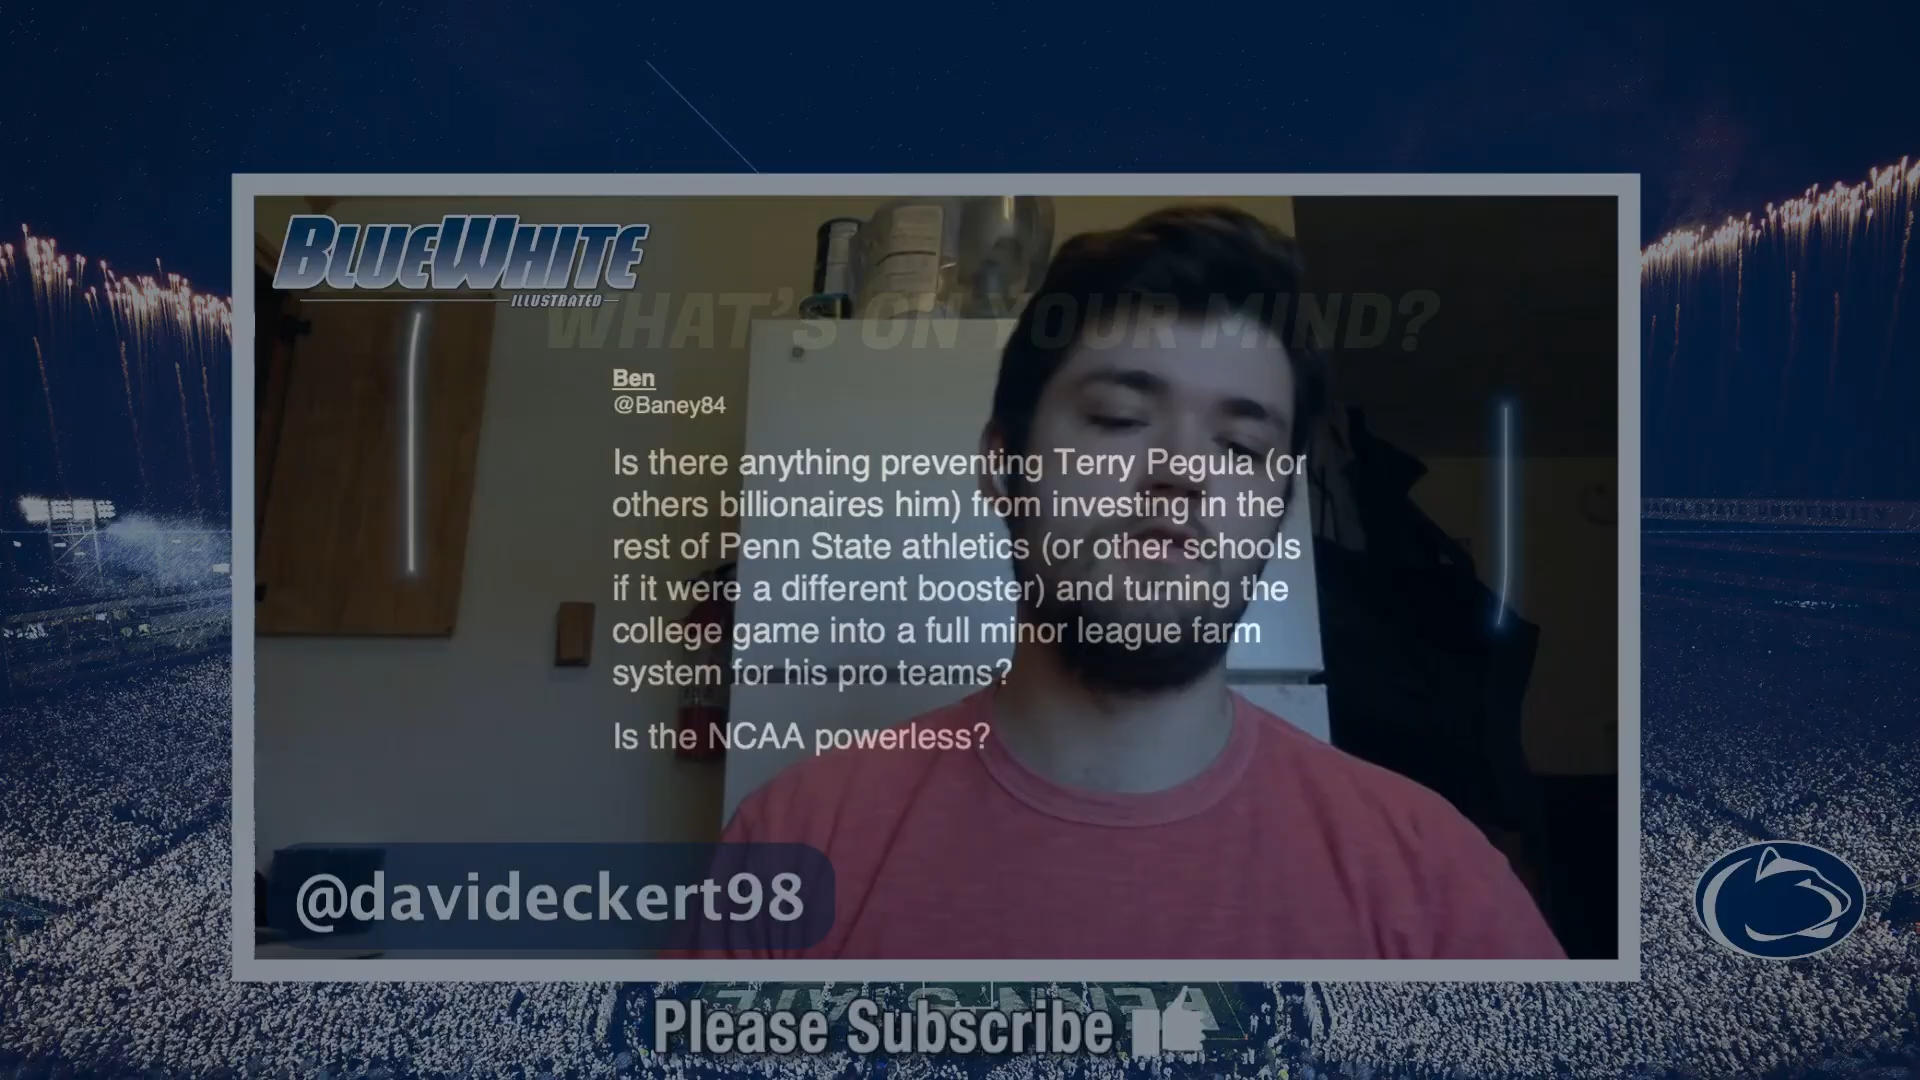 BLUEWHITE
ILLUSTRATED
WHAT'S ON YOUR MIND?
Ben
@Baney84
Is there anything preventing Terry Pegula (or
others billionaires him) from investing in the
rest of Penn State athletics (or other schools
if it were a different booster) and turning the
college game into a full minor league farm
system for his pro teams?
Is the NCAA powerless?
@davideckert98
Please Subscribe